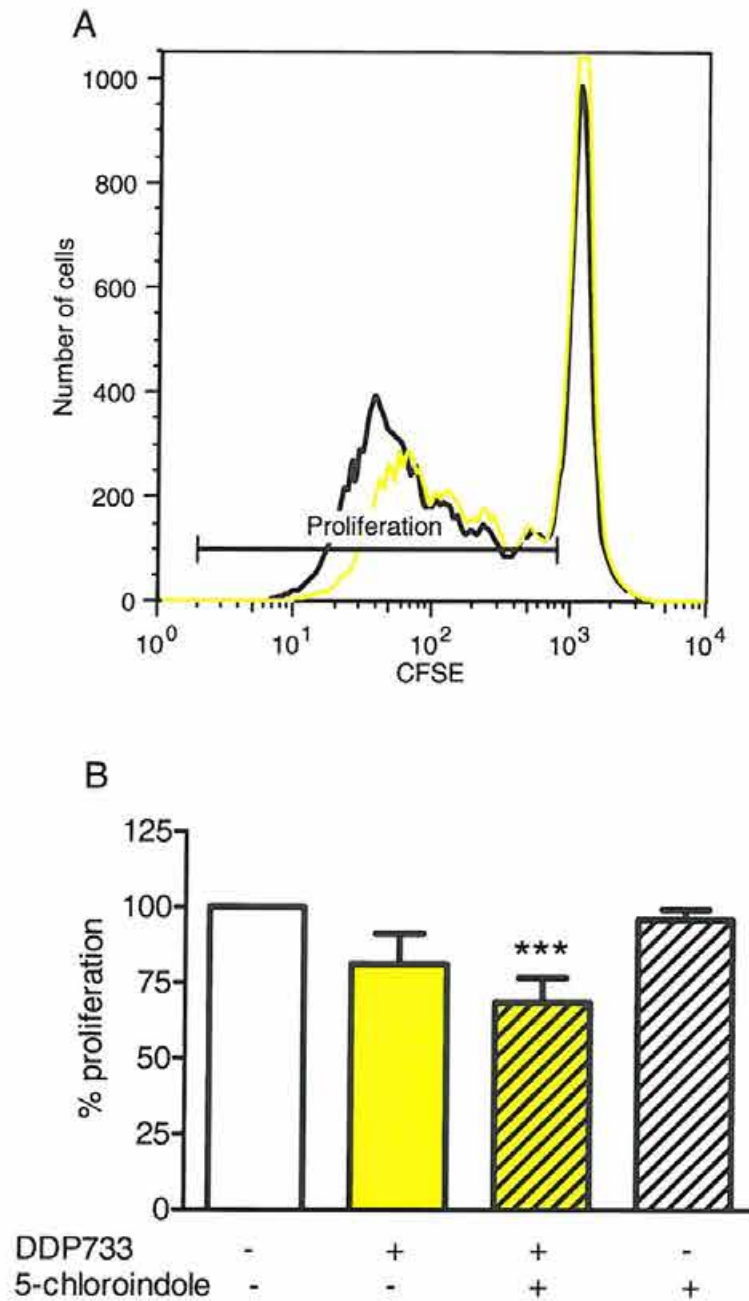 A
1000
800
600
400
200
0
Number of cells
Proliferation
10^0 10^1 10^2 10^3 10^4
CFSE
B
125
100
75
50
25
0
% proliferation
***
DDP733 - + + -
5-chloroindole - - + +